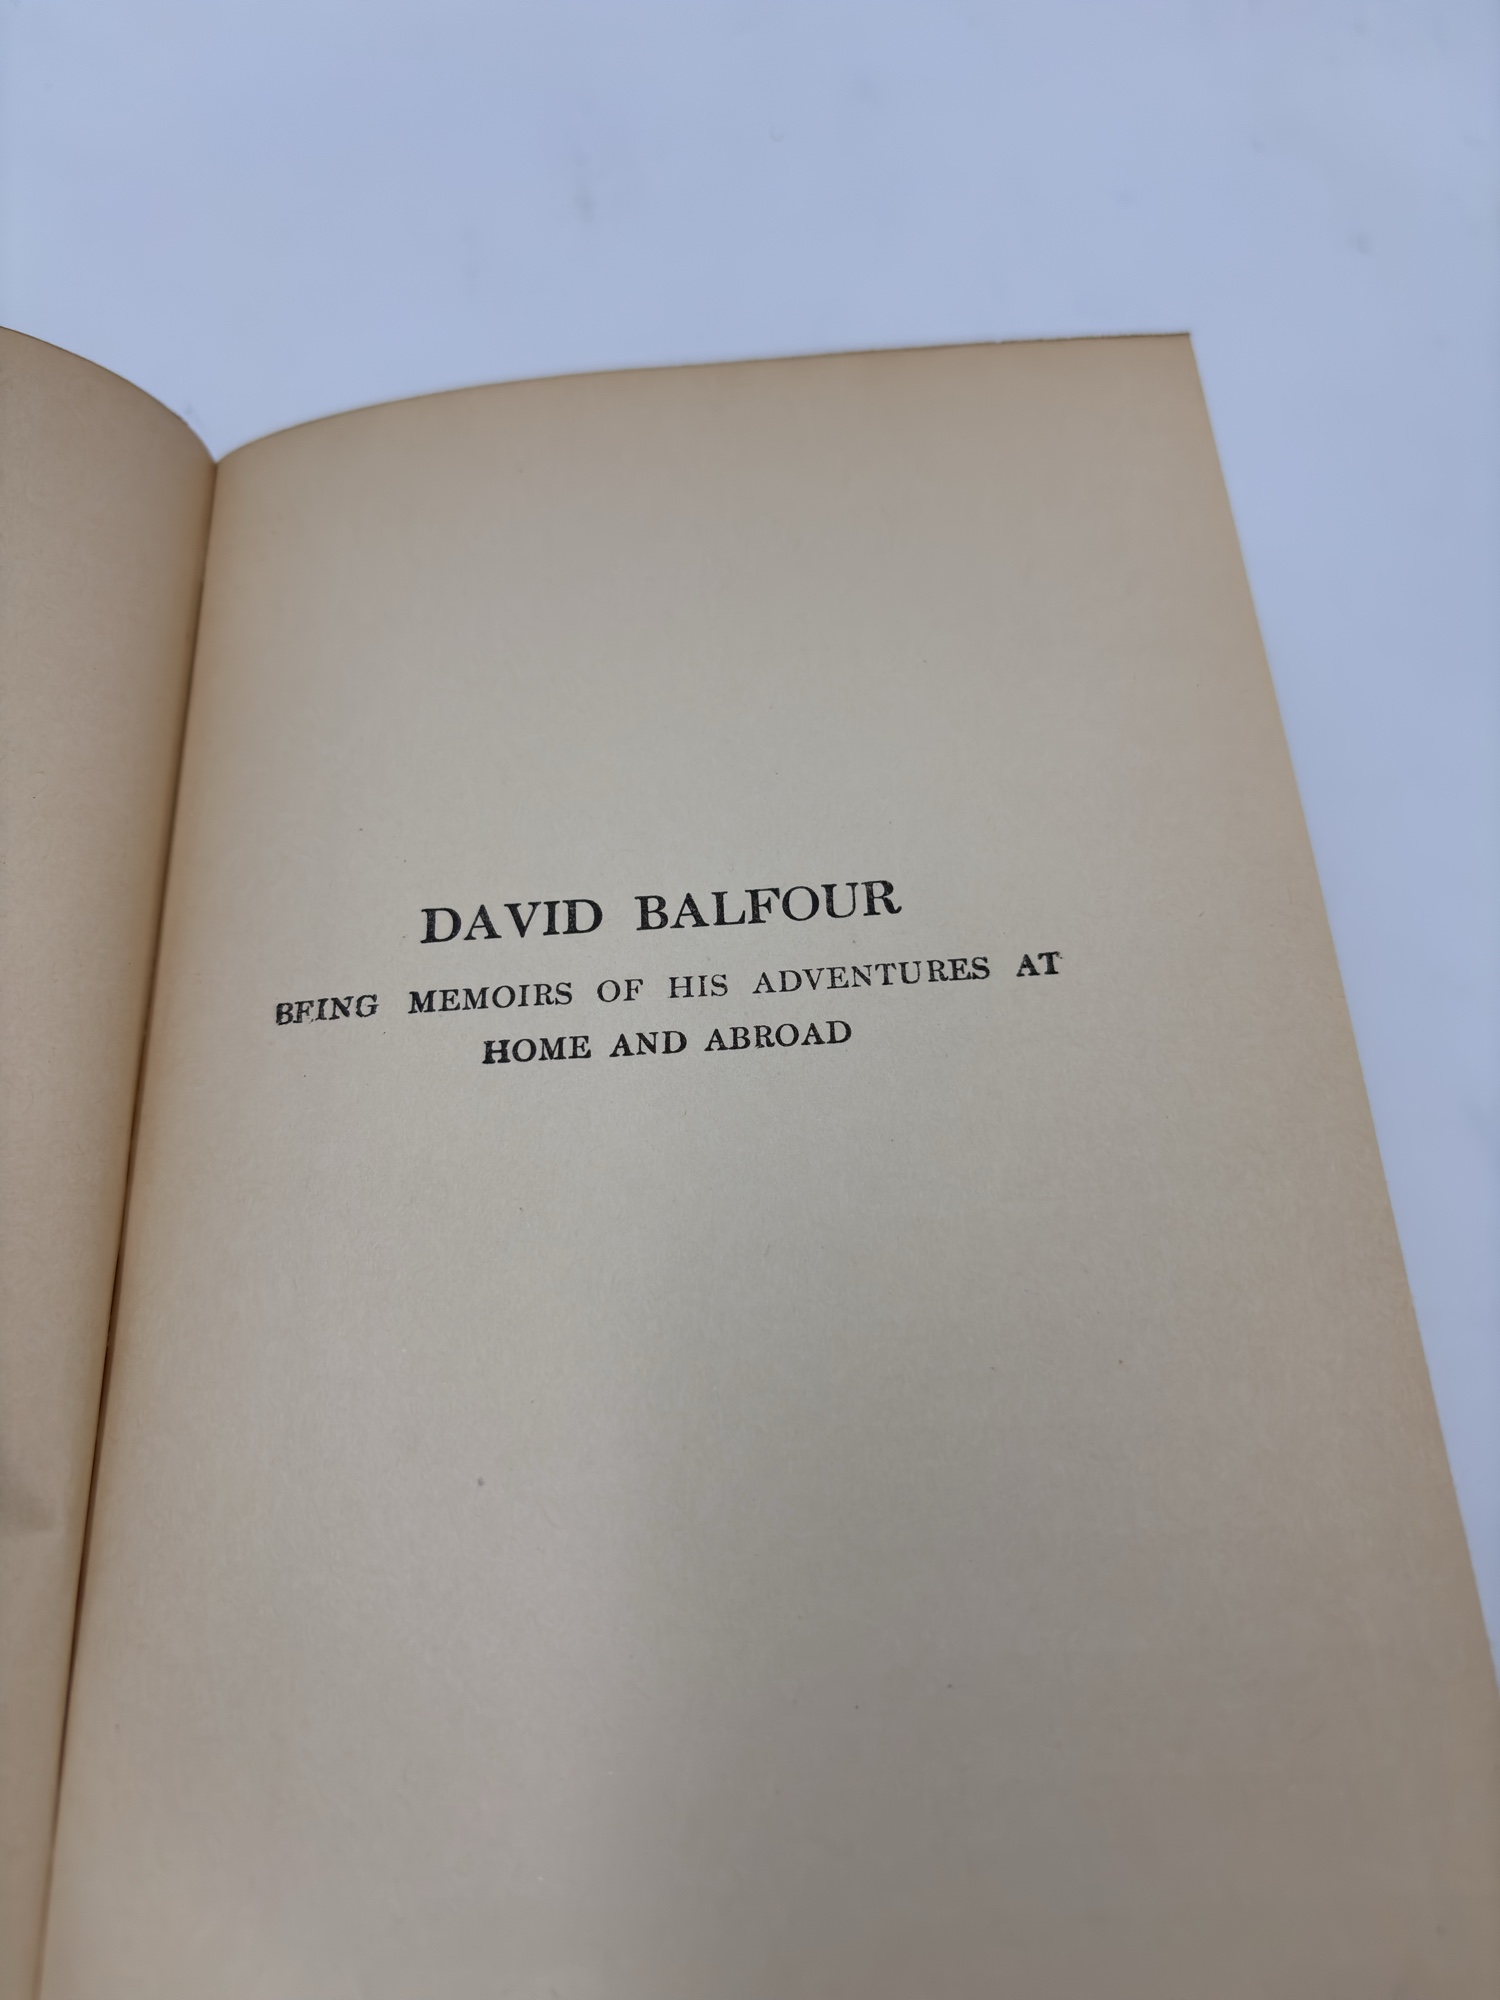 DAVID BALFOUR
BEING MEMOIRS OF HIS ADVENTURES AT
HOME AND ABROAD